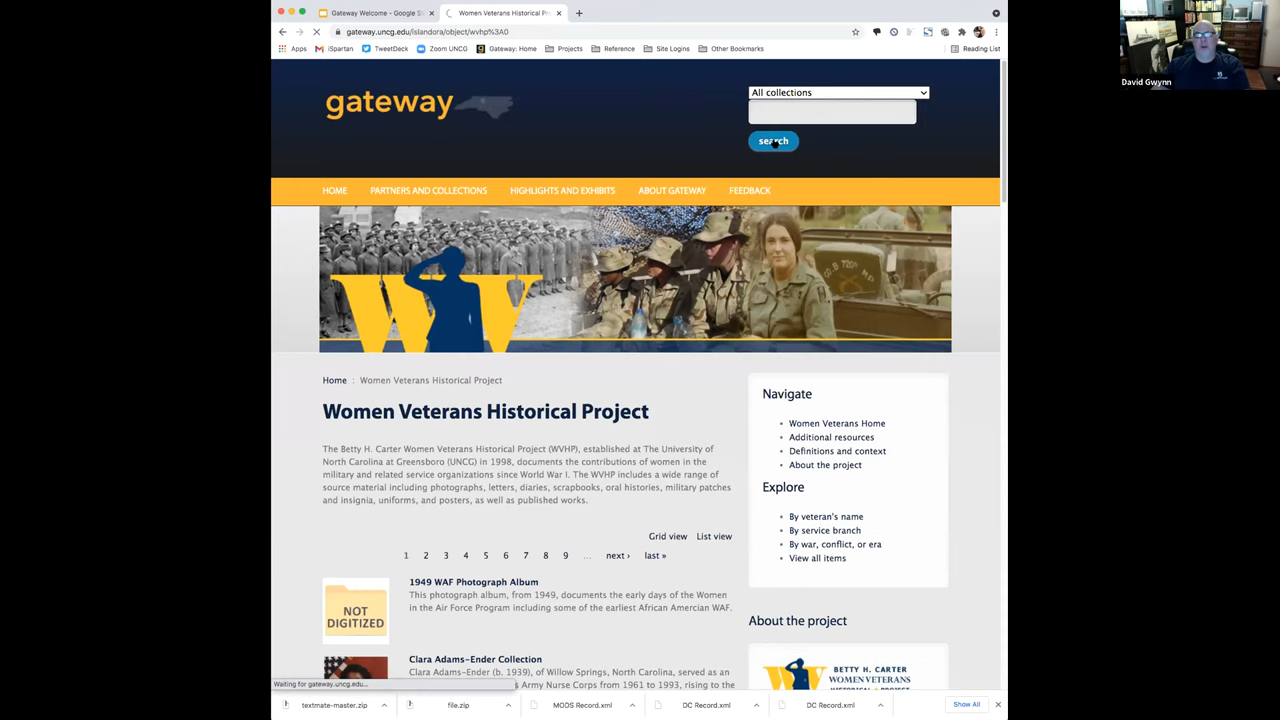 Gateway Welcome - Google S
Women Veterans Historical Pro
gateway.uncg.edu/islandora/object/wvhp%3A0
Apps
iSpartan
TweetDeck
Zoom UNCG
Gateway: Home
Projects
Reference
Site Logins
Other Bookmarks
Reading List
David Gwynn
gateway
All collections
search
HOME
PARTNERS AND COLLECTIONS
HIGHLIGHTS AND EXHIBITS
ABOUT GATEWAY
FEEDBACK
W
Home : Women Veterans Historical Project
Women Veterans Historical Project
The Betty H. Carter Women Veterans Historical Project (WVHP), established at The University of
North Carolina at Greensboro (UNCG) in 1998, documents the contributions of women in the
military and related service organizations since World War I. The WVHP includes a wide range of
source material including photographs, letters, diaries, scrapbooks, oral histories, military patches
and insignia, uniforms, and posters, as well as published works.
Grid view List view
1 2 3 4 5 6 7 8 9 … next › last »
NOT
DIGITIZED
1949 WAF Photograph Album
This photograph album, from 1949, documents the early days of the Women
in the Air Force Program including some of the earliest African Amercian WAF.
Clara Adams-Ender Collection
Clara Adams-Ender (b. 1939), of Willow Springs, North Carolina, served as an
s Army Nurse Corps from 1961 to 1993, rising to the
Navigate
Women Veterans Home
Additional resources
Definitions and context
About the project
Explore
By veteran's name
By service branch
By war, conflict, or era
View all items
About the project
BETTY H. CARTER
WOMEN VETERANS
Waiting for gateway.uncg.edu...
textmate-master.zip
file.zip
MODS Record.xml
DC Record.xml
DC Record.xml
Show All